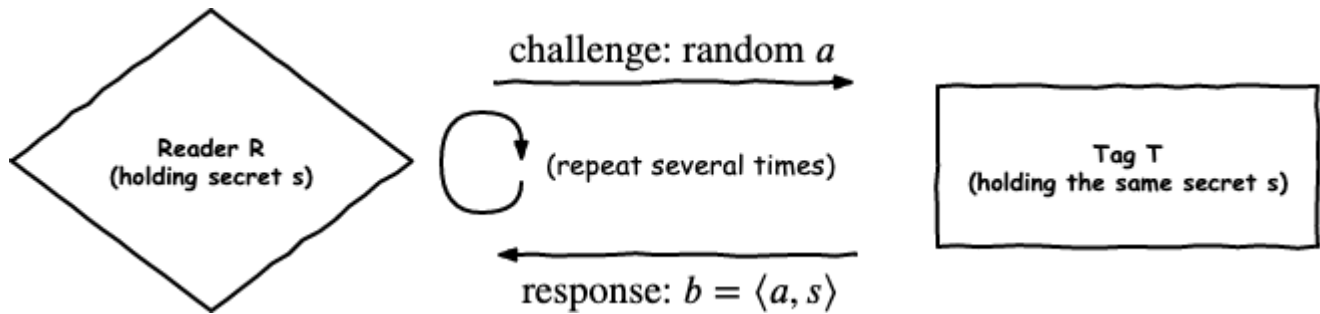 challenge: random a
Reader R
(holding secret s)
(repeat several times)
Tag T
(holding the same secret s)
response: b = ⟨a, s⟩